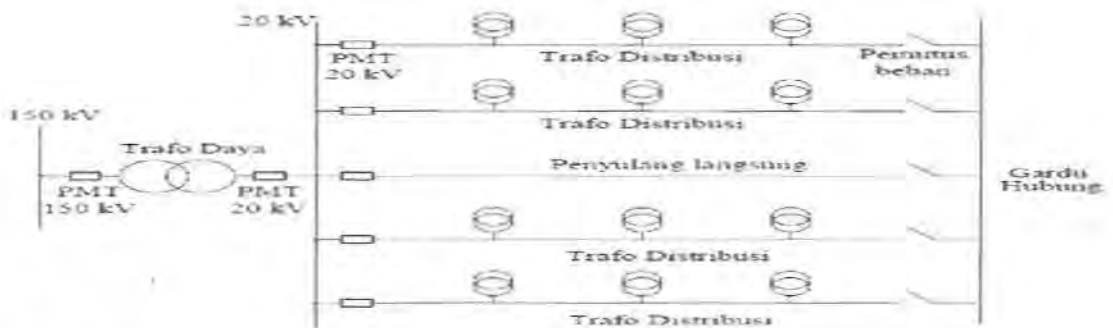 20 kV
PMT
20 kV
Trafo Distribusi
Pemutus
beban
Trafo Distribusi
150 kV
Trafo Daya
PMT
150 kV
PMT
20 kV
Penyulang langsung
Gardu
Hubung
Trafo Distribusi
Trafo Distribusi